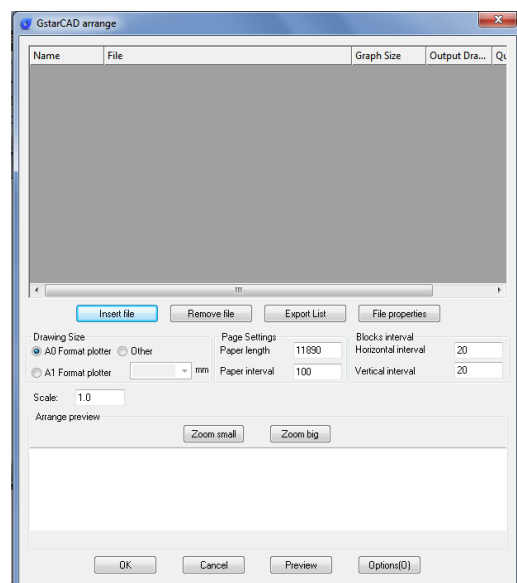 GstarCAD arrange
Name File Graph Size Output Dra... Qu
Insert file Remove file Export List File properties
Drawing Size Page Settings Blocks interval
A0 Format plotter Other Paper length 11890 Horizontal interval 20
A1 Format plotter mm Paper interval 100 Vertical interval 20
Scale: 1.0
Arrange preview
Zoom small Zoom big
OK Cancel Preview Options(O)